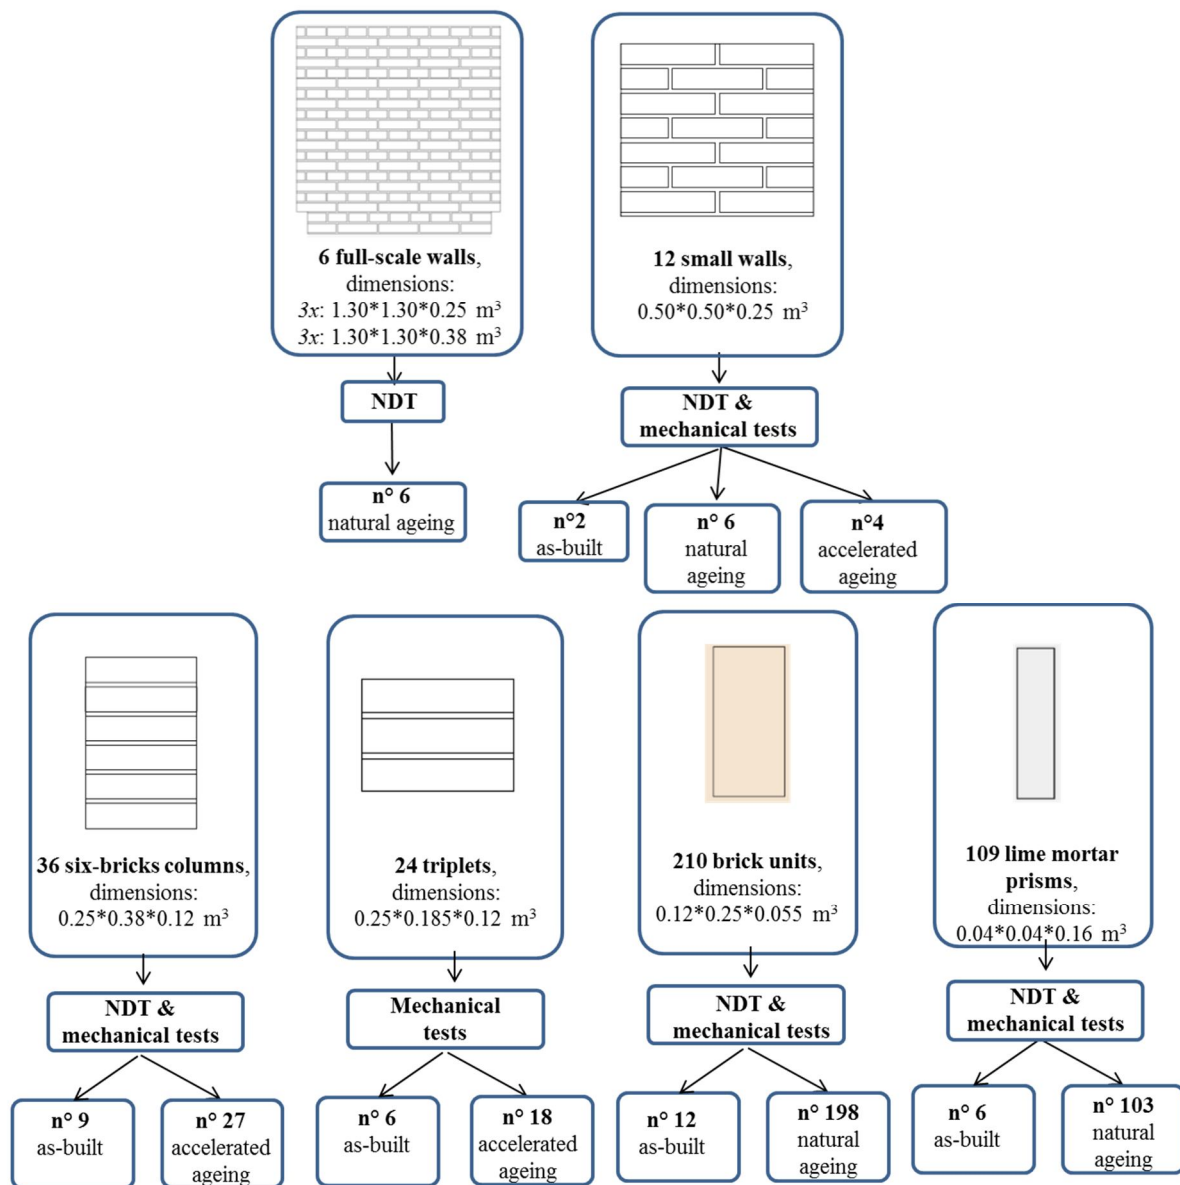 6 full-scale walls,
dimensions:
3x: 1.30*1.30*0.25 m³
3x: 1.30*1.30*0.38 m³
NDT
n° 6
natural ageing
12 small walls,
dimensions:
0.50*0.50*0.25 m³
NDT &
mechanical tests
n°2
as-built
n° 6
natural
ageing
n°4
accelerated
ageing
36 six-bricks columns,
dimensions:
0.25*0.38*0.12 m³
NDT &
mechanical tests
n° 9
as-built
n° 27
accelerated
ageing
24 triplets,
dimensions:
0.25*0.185*0.12 m³
Mechanical
tests
n° 6
as-built
n° 18
accelerated
ageing
210 brick units,
dimensions:
0.12*0.25*0.055 m³
NDT &
mechanical tests
n° 12
as-built
n° 198
natural
ageing
109 lime mortar
prisms,
dimensions:
0.04*0.04*0.16 m³
NDT &
mechanical tests
n° 6
as-built
n° 103
natural
ageing